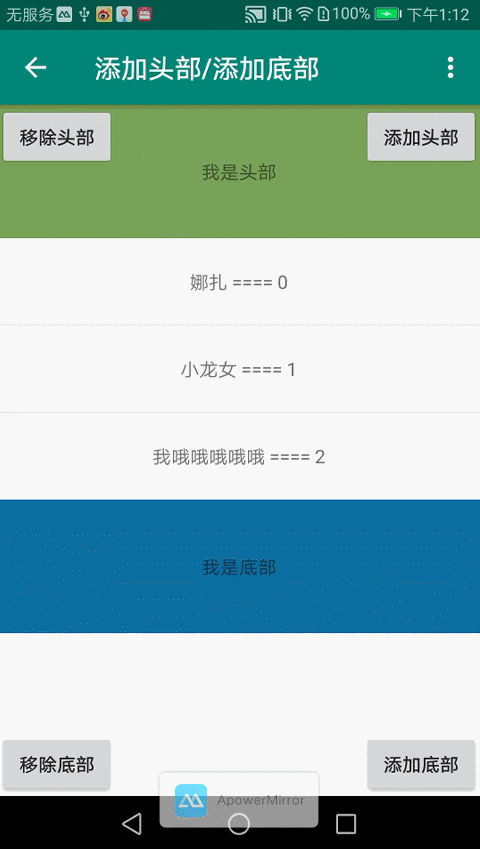 无服务 100% 下午1:12
添加头部/添加底部
移除头部 添加头部
我是头部
娜扎 ==== 0
小龙女 ==== 1
我哦哦哦哦哦 ==== 2
我是底部
移除底部 添加底部
ApowerMirror